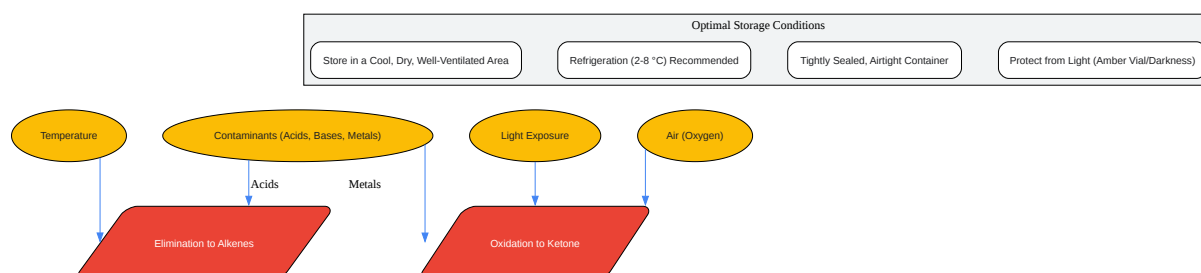 Optimal Storage Conditions
Store in a Cool, Dry, Well-Ventilated Area
Refrigeration (2-8 °C) Recommended
Tightly Sealed, Airtight Container
Protect from Light (Amber Vial/Darkness)
Temperature
Contaminants (Acids, Bases, Metals)
Light Exposure
Air (Oxygen)
Acids
Metals
Elimination to Alkenes
Oxidation to Ketone